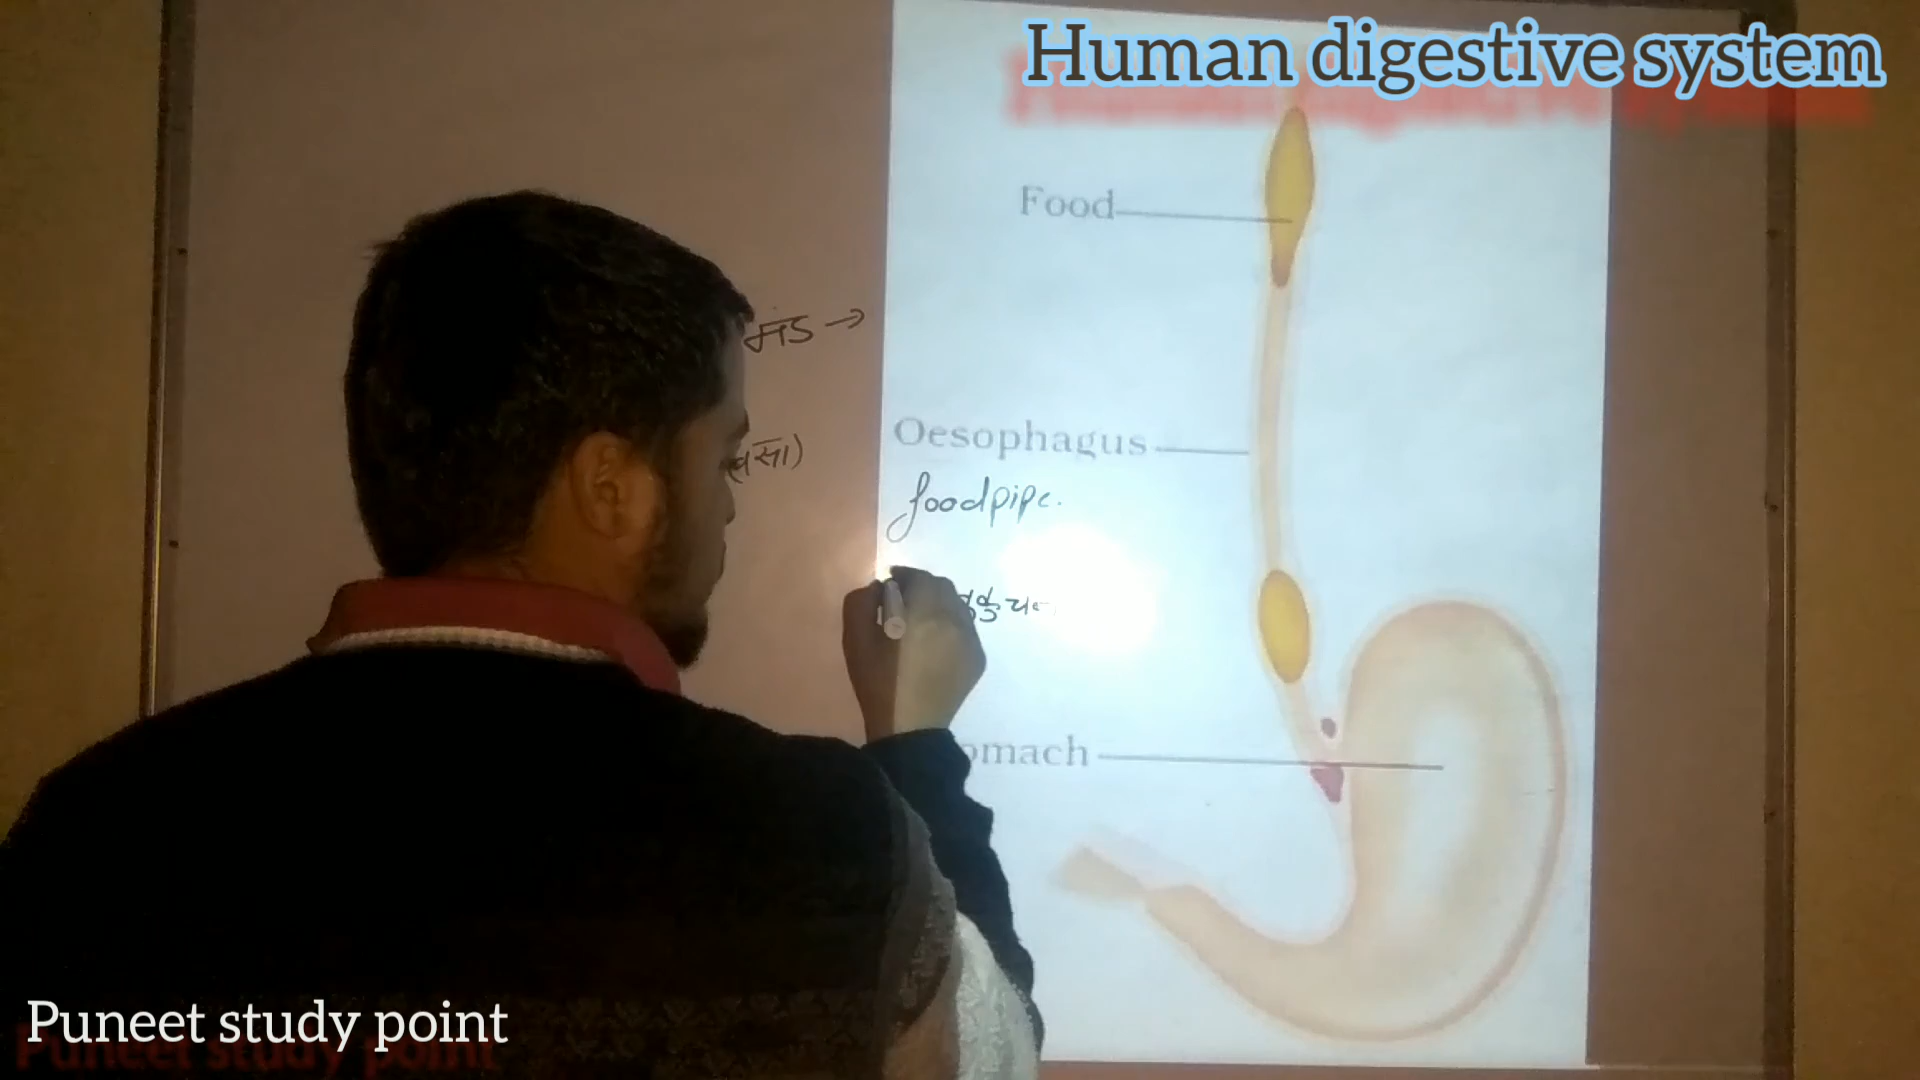 Human digestive system
Food
Oesophagus
foodpipe.
omach
Puneet study point